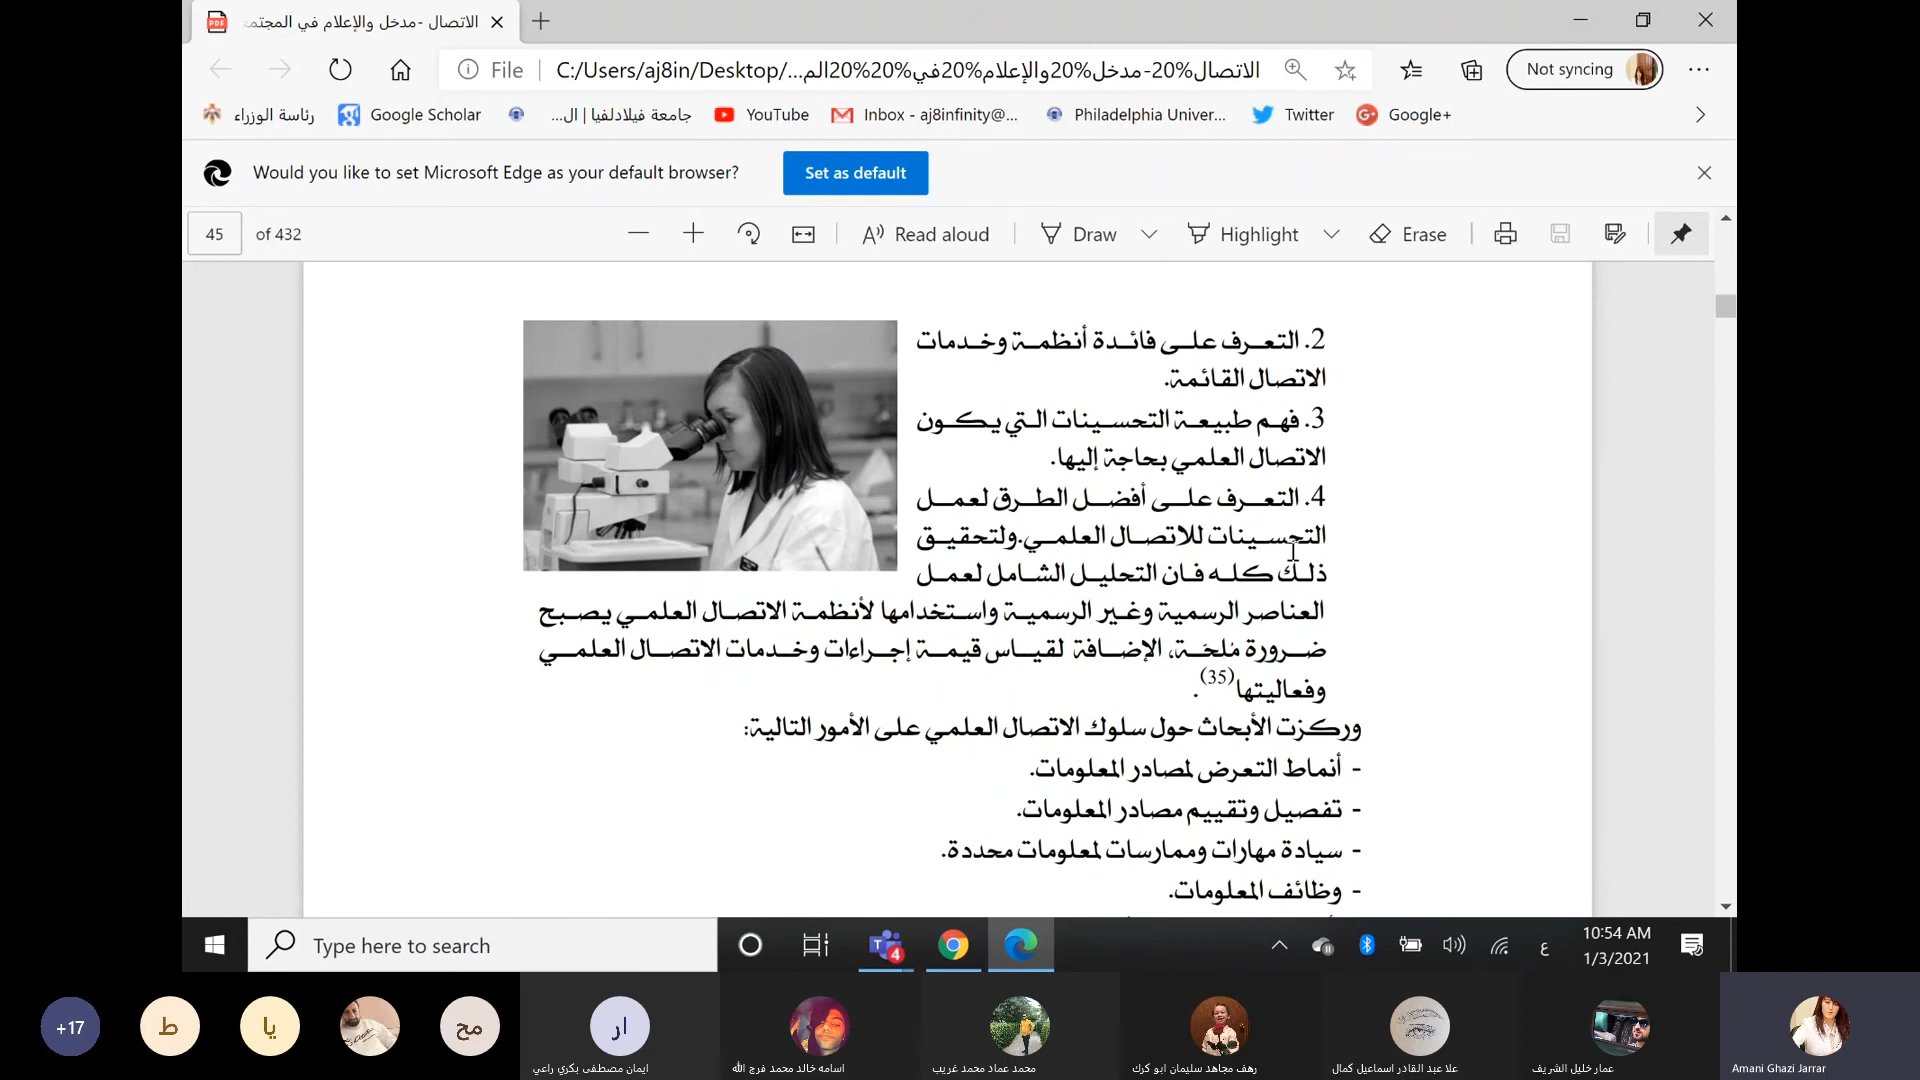 الاتصال -مدخل والإعلام في المجتمع
File
C:/Users/aj8in/Desktop/...الاتصال%20-مدخل%20والإعلام%20في%20%20الم
Not syncing
رئاسة الوزراء
Google Scholar
جامعة فيلادلفيا | ال...
YouTube
Inbox - aj8infinity@...
Philadelphia Univer...
Twitter
Google+
Would you like to set Microsoft Edge as your default browser?
Set as default
45 of 432
Read aloud
Draw
Highlight
Erase
2. التعرف على فائدة أنظمة وخدمات
الاتصال القائمة.
3. فهم طبيعة التحسينات التي يكون
الاتصال العلمي بحاجة إليها.
4. التعرف على أفضل الطرق لعمل
التحسينات للاتصال العلمي.ولتحقيق
ذلك كله فان التحليل الشامل لعمل
العناصر الرسمية وغير الرسمية واستخدامها لأنظمة الاتصال العلمي يصبح
ضرورة مُلحَة، الإضافة لقياس قيمة إجراءات وخدمات الاتصال العلمي
وفعاليتها(35).
وركزت الأبحاث حول سلوك الاتصال العلمي على الأمور التالية:
- أنماط التعرض لمصادر المعلومات.
- تفصيل وتقييم مصادر المعلومات.
- سيادة مهارات وممارسات لمعلومات محددة.
- وظائف المعلومات.
Type here to search
4
ع
10:54 AM
1/3/2021
+17
ط
يا
مح
ار
ايمان مصطفى بكري راعي
اسامه خالد محمد فرج الله
محمد عماد محمد غريب
رهف مجاهد سليمان ابو كرك
علا عبد القادر اسماعيل كمال
عمار خليل الشريف
Amani Ghazi Jarrar